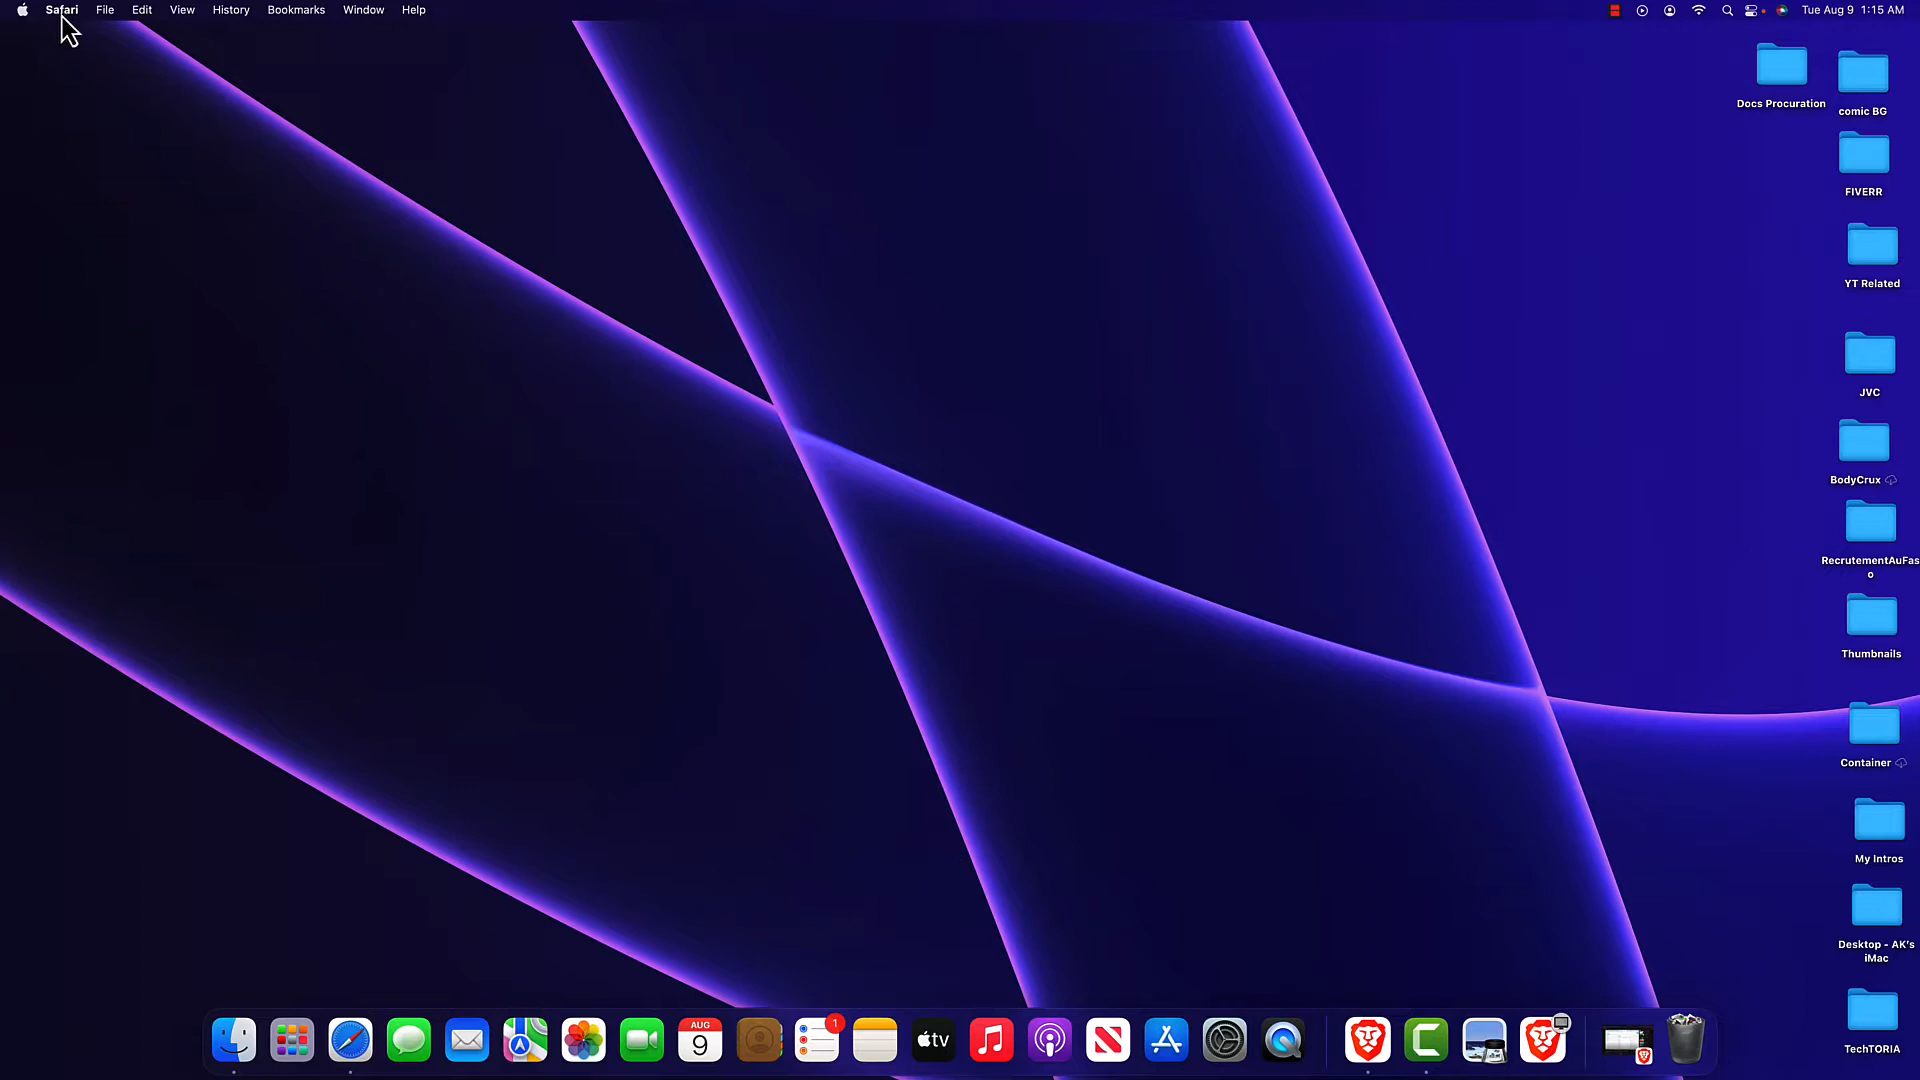 Safari File Edit View History Bookmarks Window Help
Tue Aug 9 1:15 AM
Docs Procuration
comic BG
FIVERR
YT Related
JVC
BodyCrux
RecrutementAuFas
o
Thumbnails
Container
My Intros
Desktop - AK's
iMac
TechTORIA
AUG
9
1
tv